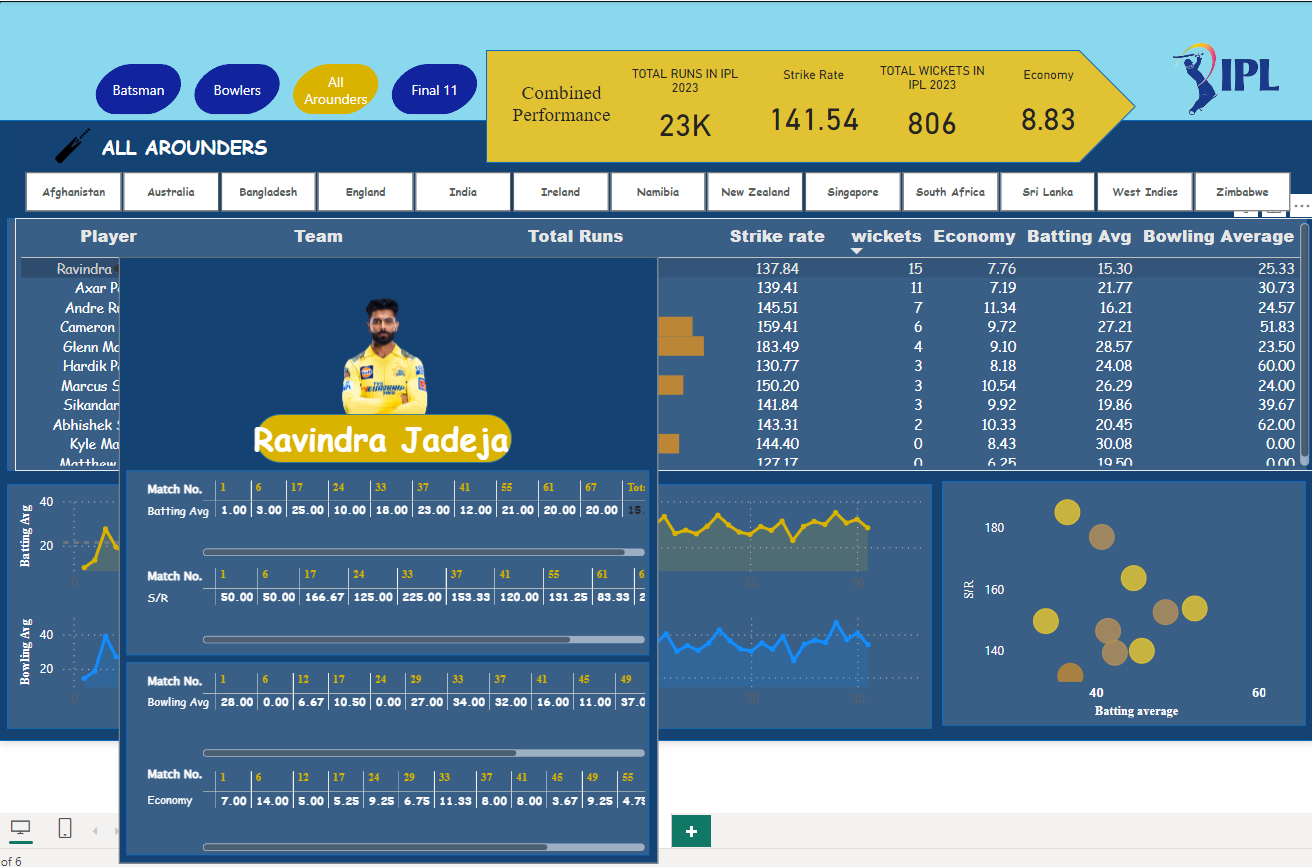 Batsman
Bowlers
All
Arounders
Final 11
Combined
Performance
TOTAL RUNS IN IPL
2023
23K
Strike Rate
141.54
TOTAL WICKETS IN
IPL 2023
806
Economy
8.83
IPL
ALL AROUNDERS
Afghanistan Australia Bangladesh England India Ireland Namibia New Zealand Singapore South Africa Sri Lanka West Indies Zimbabwe
Player Team Total Runs Strike rate wickets Economy Batting Avg Bowling Average
Ravindra 137.84 15 7.76 15.30 25.33
Axar 139.41 11 7.19 21.77 30.73
Andre 145.51 7 11.34 16.21 24.57
Cameron 159.41 6 9.72 27.21 51.83
Glenn 183.49 4 9.10 28.57 23.50
Hardik 130.77 3 8.18 24.08 60.00
Marcus 150.20 3 10.54 26.29 24.00
Sikandar 141.84 3 9.92 19.86 39.67
Abhishek 143.31 2 10.33 20.45 62.00
Kyle 144.40 0 8.43 30.08 0.00
Matthew 127.17 0 6.25 19.50 0.00
Ravindra Jadeja
Match No. 1 6 17 24 33 37 41 55 61 67
Batting Avg 1.00 3.00 25.00 10.00 18.00 23.00 12.00 21.00 20.00 20.00 15.
Match No. 1 6 17 24 33 37 41 55 61 6
S/R 50.00 50.00 166.67 125.00 225.00 153.33 120.00 131.25 83.33 2
Match No. 1 6 12 17 24 29 33 37 41 45 49
Bowling Avg 28.00 0.00 6.67 10.50 0.00 27.00 34.00 32.00 16.00 11.00 37.0
Match No. 1 6 12 17 24 29 33 37 41 45 49 55
Economy 7.00 14.00 5.00 5.25 9.25 6.75 11.33 8.00 8.00 3.67 9.25 4.75
Batting Avg
40
20
0
Bowling Avg
40
20
0
S/R
180
160
140
40 60
Batting average
of 6